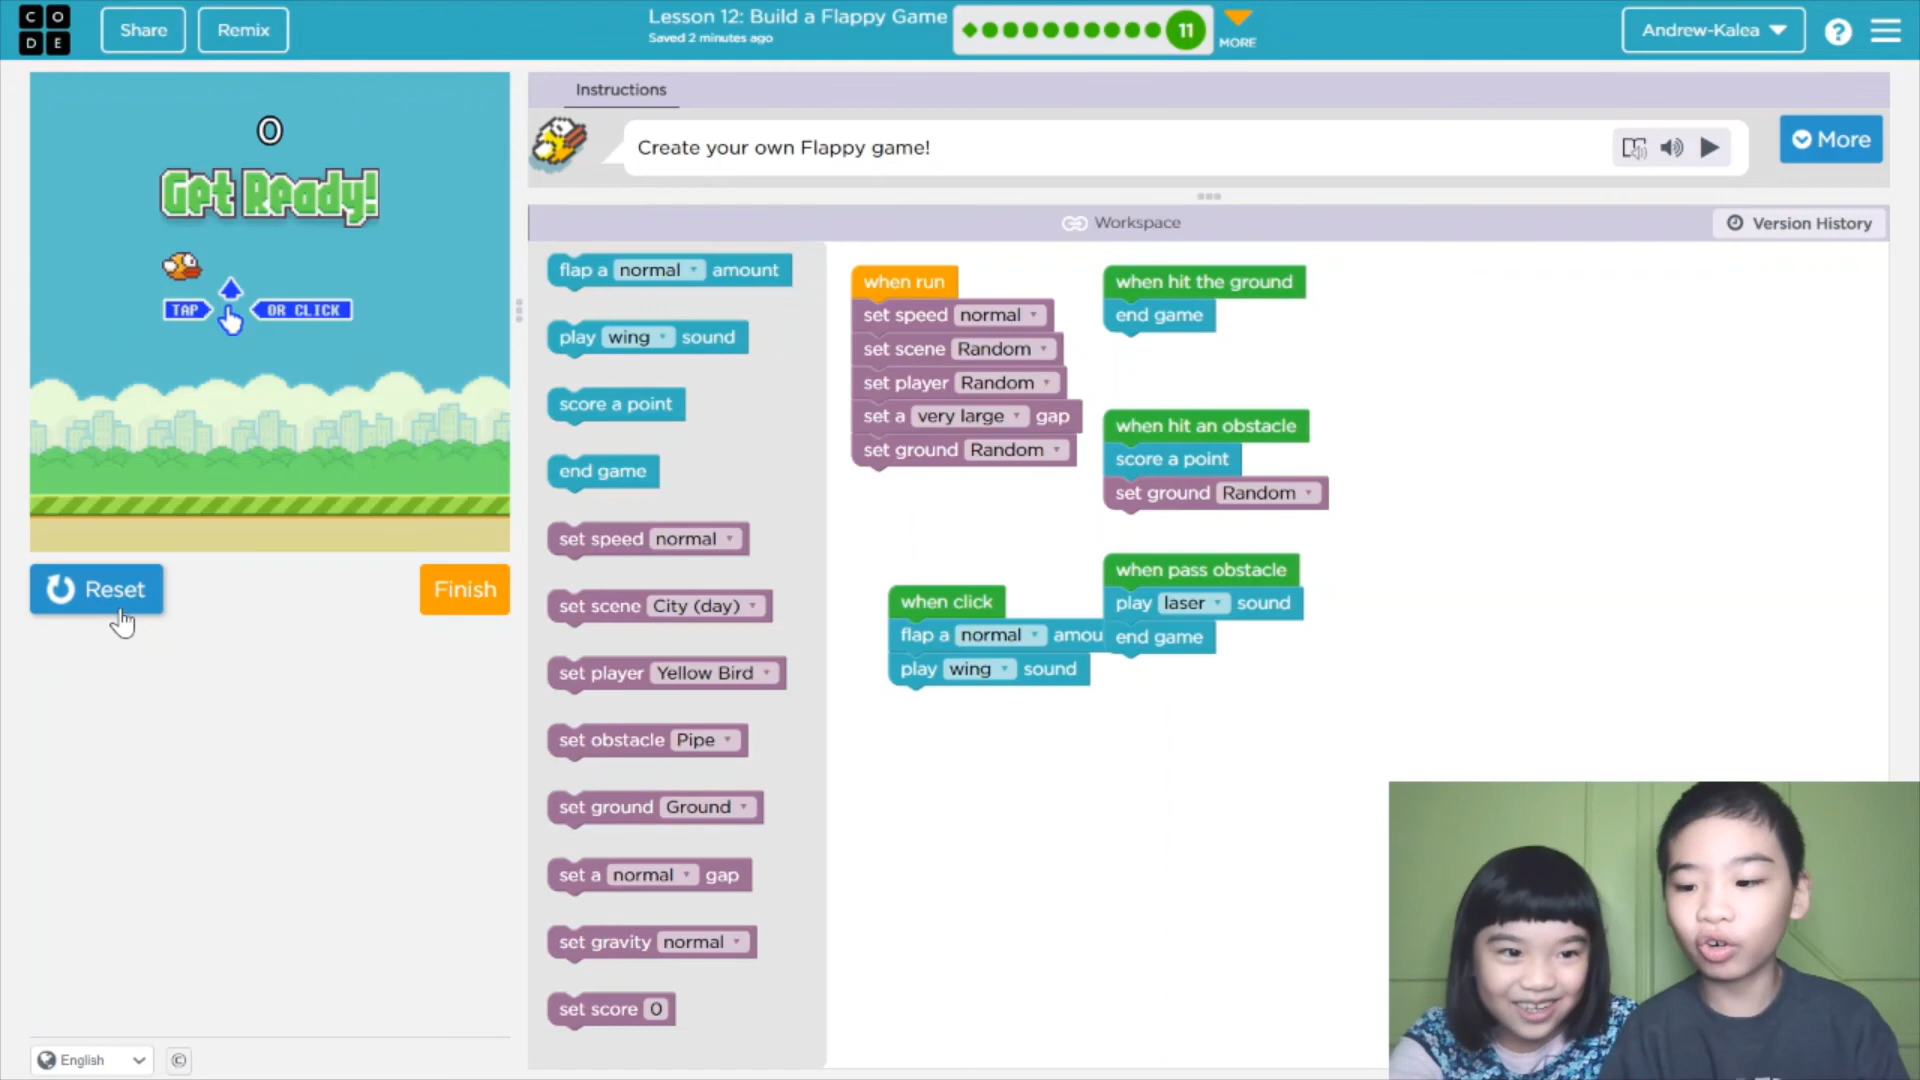 CODE
Share
Remix
Lesson 12: Build a Flappy Game
Saved 2 minutes ago
11
MORE
Andrew-Kalea
?
0
Get Ready!
TAP
OR CLICK
Reset
Finish
English
©
Instructions
Create your own Flappy game!
More
Workspace
Version History
flap a normal amount
play wing sound
score a point
end game
set speed normal
set scene City (day)
set player Yellow Bird
set obstacle Pipe
set ground Ground
set a normal gap
set gravity normal
set score 0
when run
set speed normal
set scene Random
set player Random
set a very large gap
set ground Random
when click
flap a normal amou
play wing sound
when hit the ground
end game
when hit an obstacle
score a point
set ground Random
when pass obstacle
play laser sound
end game